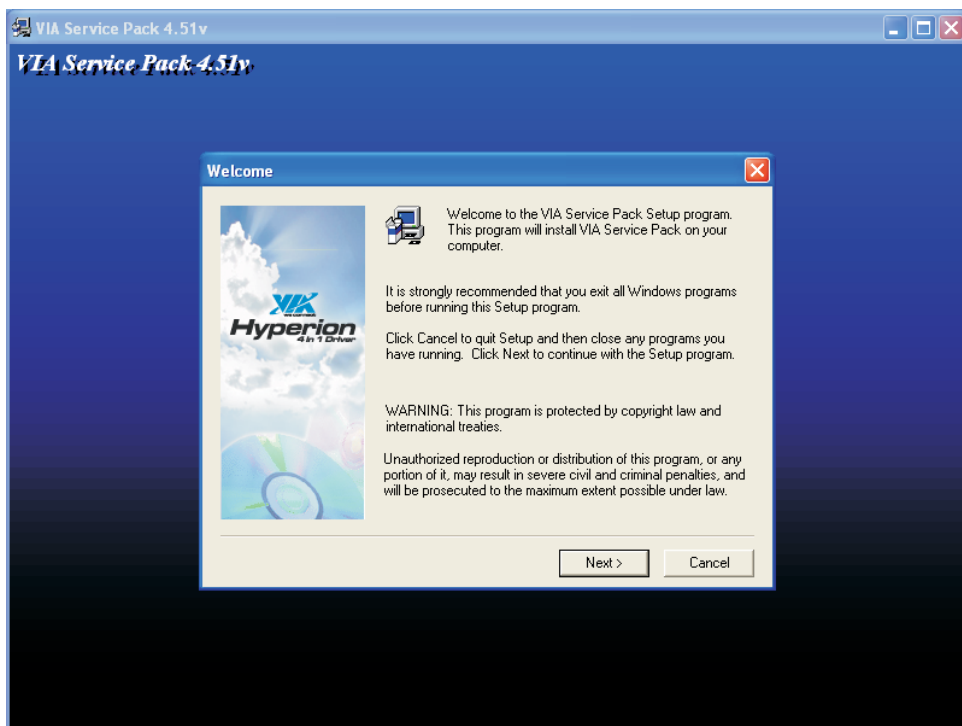 VIA Service Pack 4.51v
VIA Service Pack 4.51v
Welcome
Welcome to the VIA Service Pack Setup program.
This program will install VIA Service Pack on your
computer.
It is strongly recommended that you exit all Windows programs
before running this Setup program.
Click Cancel to quit Setup and then close any programs you
have running. Click Next to continue with the Setup program.
VIA
Hyperion
4 in 1 Driver
WARNING: This program is protected by copyright law and
international treaties.
Unauthorized reproduction or distribution of this program, or any
portion of it, may result in severe civil and criminal penalties, and
will be prosecuted to the maximum extent possible under law.
Next >
Cancel